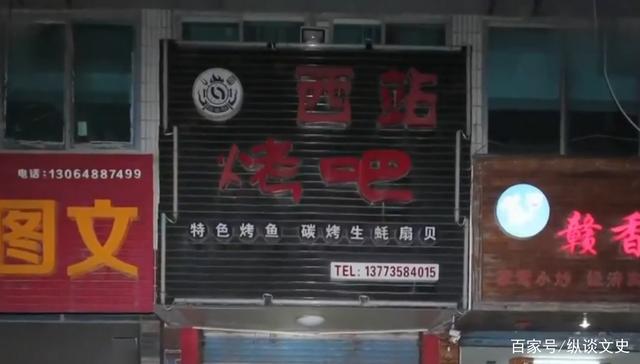 电话:13064887499
图文
西站
烤吧
特色烤鱼 碳烤生蚝扇贝
TEL: 13773584015
赣香
百家号/纵谈文史